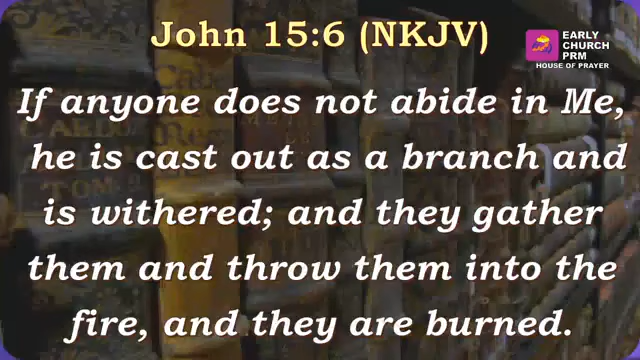 John 15:6 (NKJV)
EARLY
CHURCH
PRM
HOUSE OF PRAYER
If anyone does not abide in Me,
he is cast out as a branch and
is withered; and they gather
them and throw them into the
fire, and they are burned.